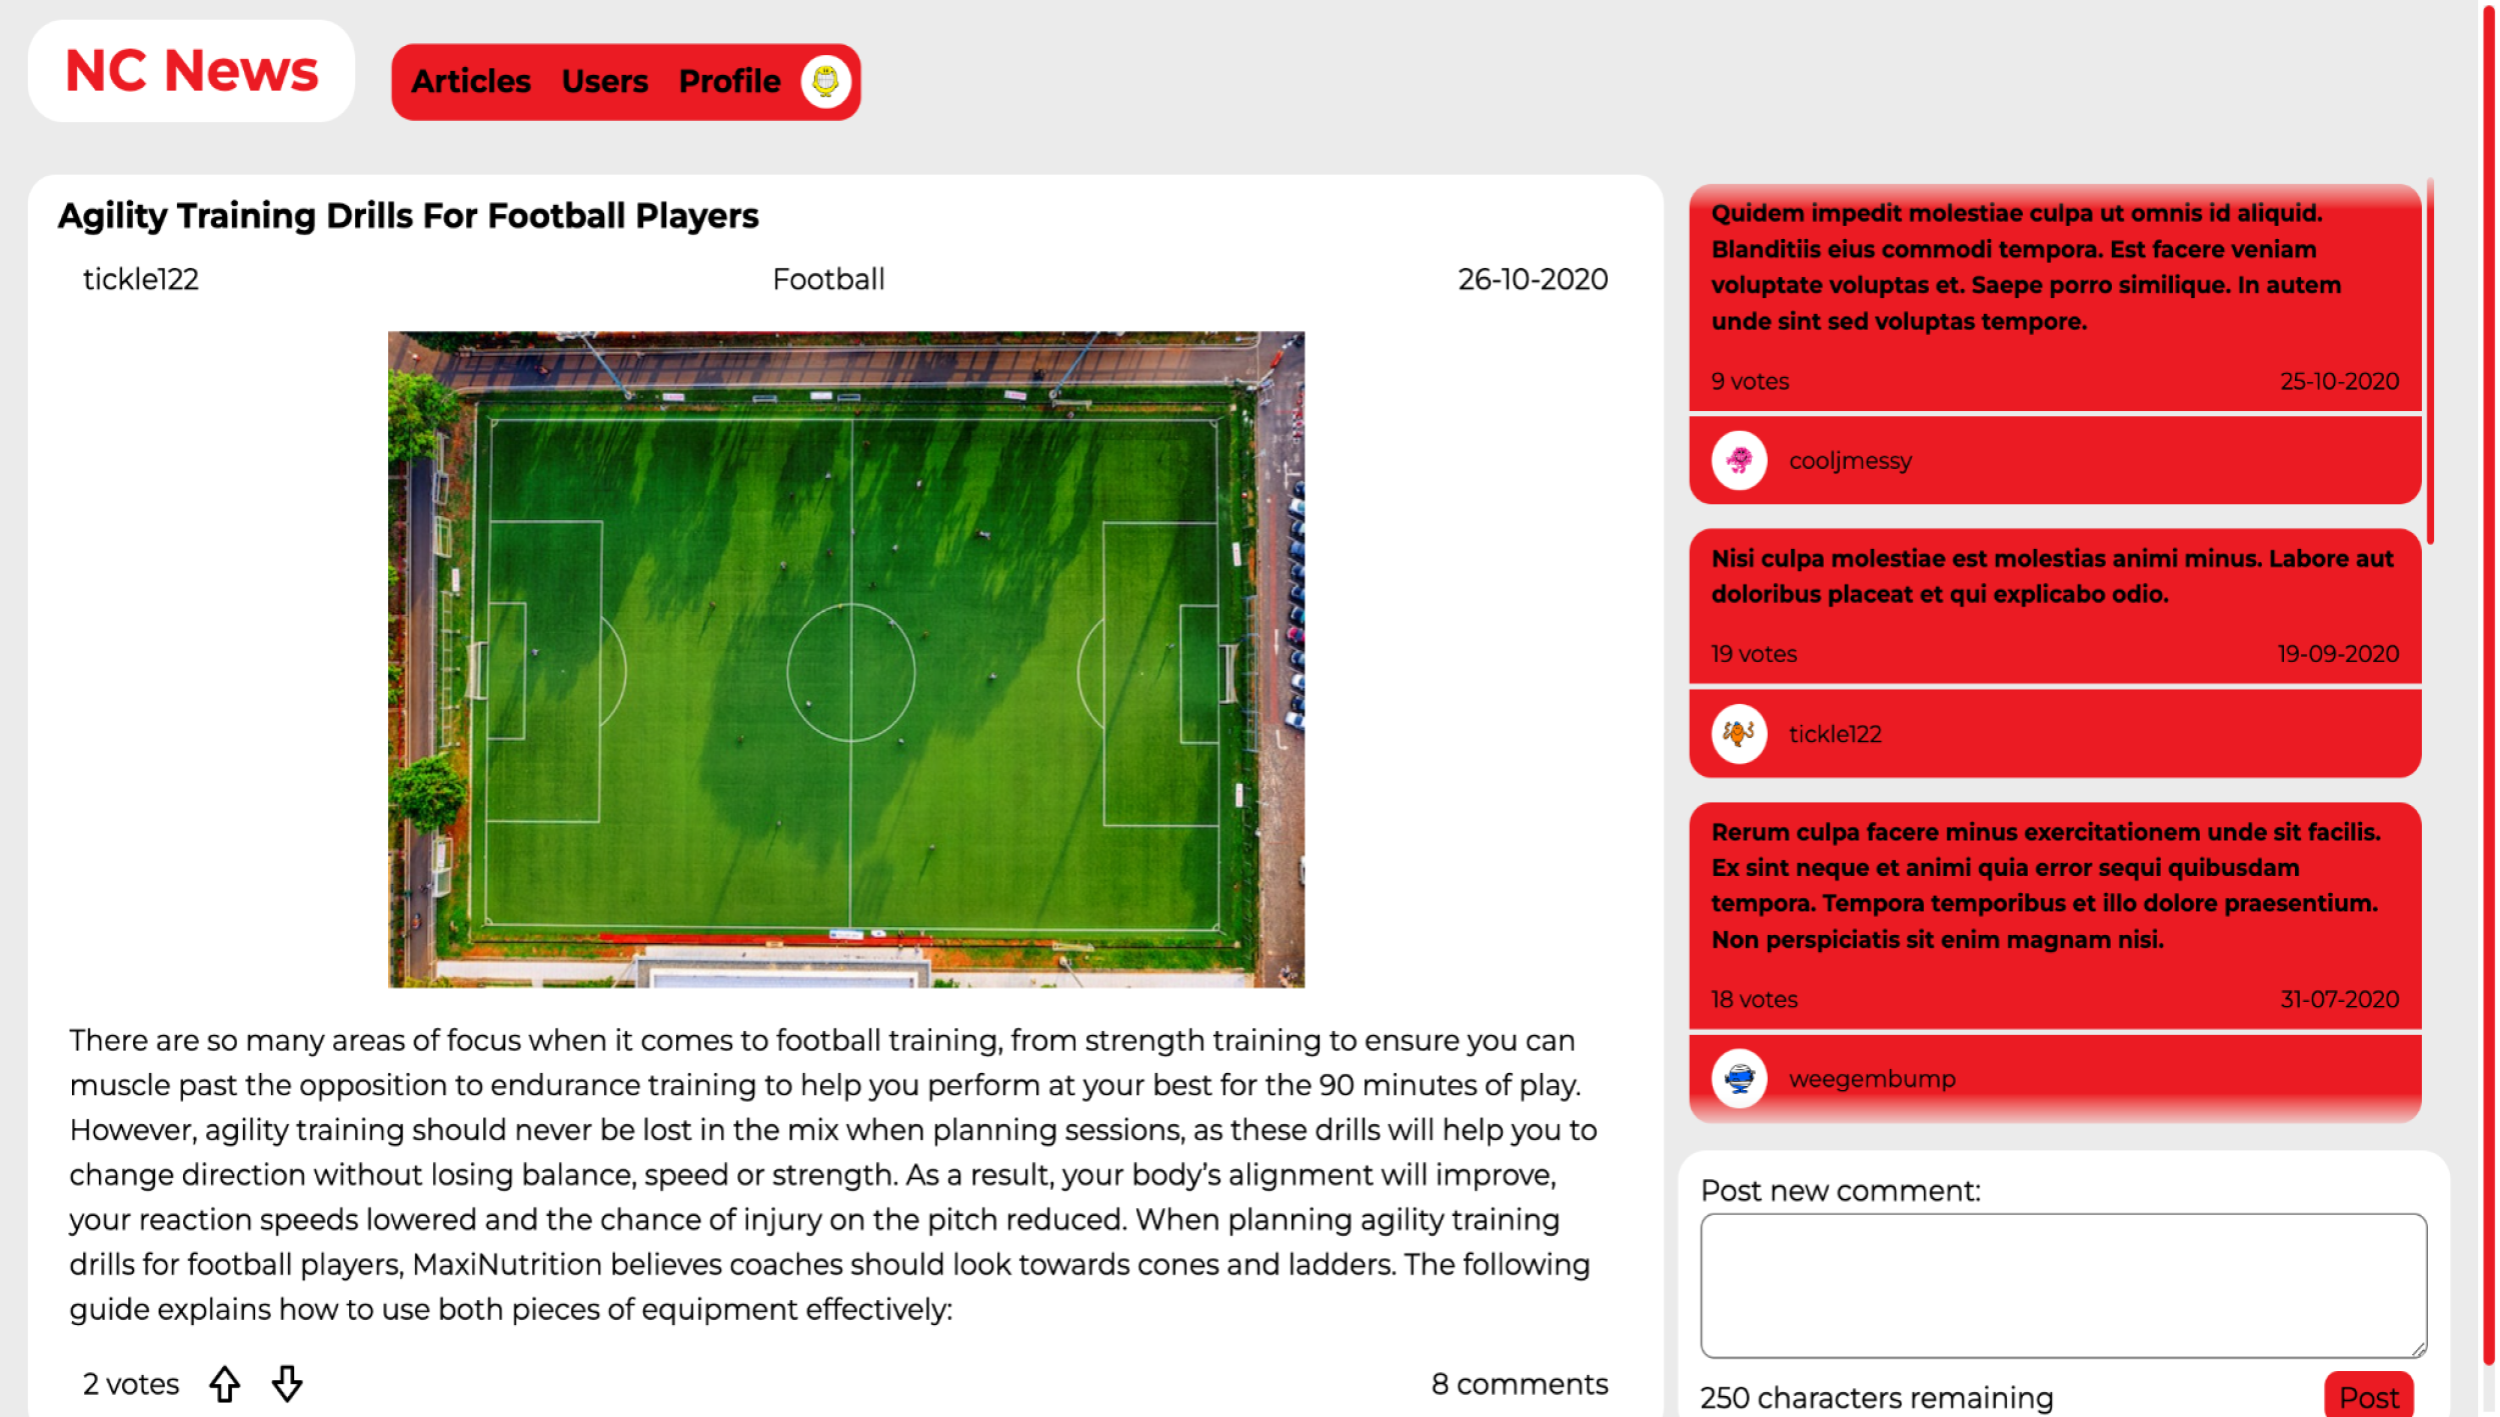 NC News
Articles Users Profile
Agility Training Drills For Football Players
tickle122 Football 26-10-2020
There are so many areas of focus when it comes to football training, from strength training to ensure you can
muscle past the opposition to endurance training to help you perform at your best for the 90 minutes of play.
However, agility training should never be lost in the mix when planning sessions, as these drills will help you to
change direction without losing balance, speed or strength. As a result, your body's alignment will improve,
your reaction speeds lowered and the chance of injury on the pitch reduced. When planning agility training
drills for football players, MaxiNutrition believes coaches should look towards cones and ladders. The following
guide explains how to use both pieces of equipment effectively:
2 votes 8 comments
Quidem impedit molestiae culpa ut omnis id aliquid.
Blanditiis eius commodi tempora. Est facere veniam
voluptate voluptas et. Saepe porro similique. In autem
unde sint sed voluptas tempore.
9 votes 25-10-2020
cooljmessy
Nisi culpa molestiae est molestias animi minus. Labore aut
doloribus placeat et qui explicabo odio.
19 votes 19-09-2020
tickle122
Rerum culpa facere minus exercitationem unde sit facilis.
Ex sint neque et animi quia error sequi quibusdam
tempora. Tempora temporibus et illo dolore praesentium.
Non perspiciatis sit enim magnam nisi.
18 votes 31-07-2020
weegembump
Post new comment:
250 characters remaining Post